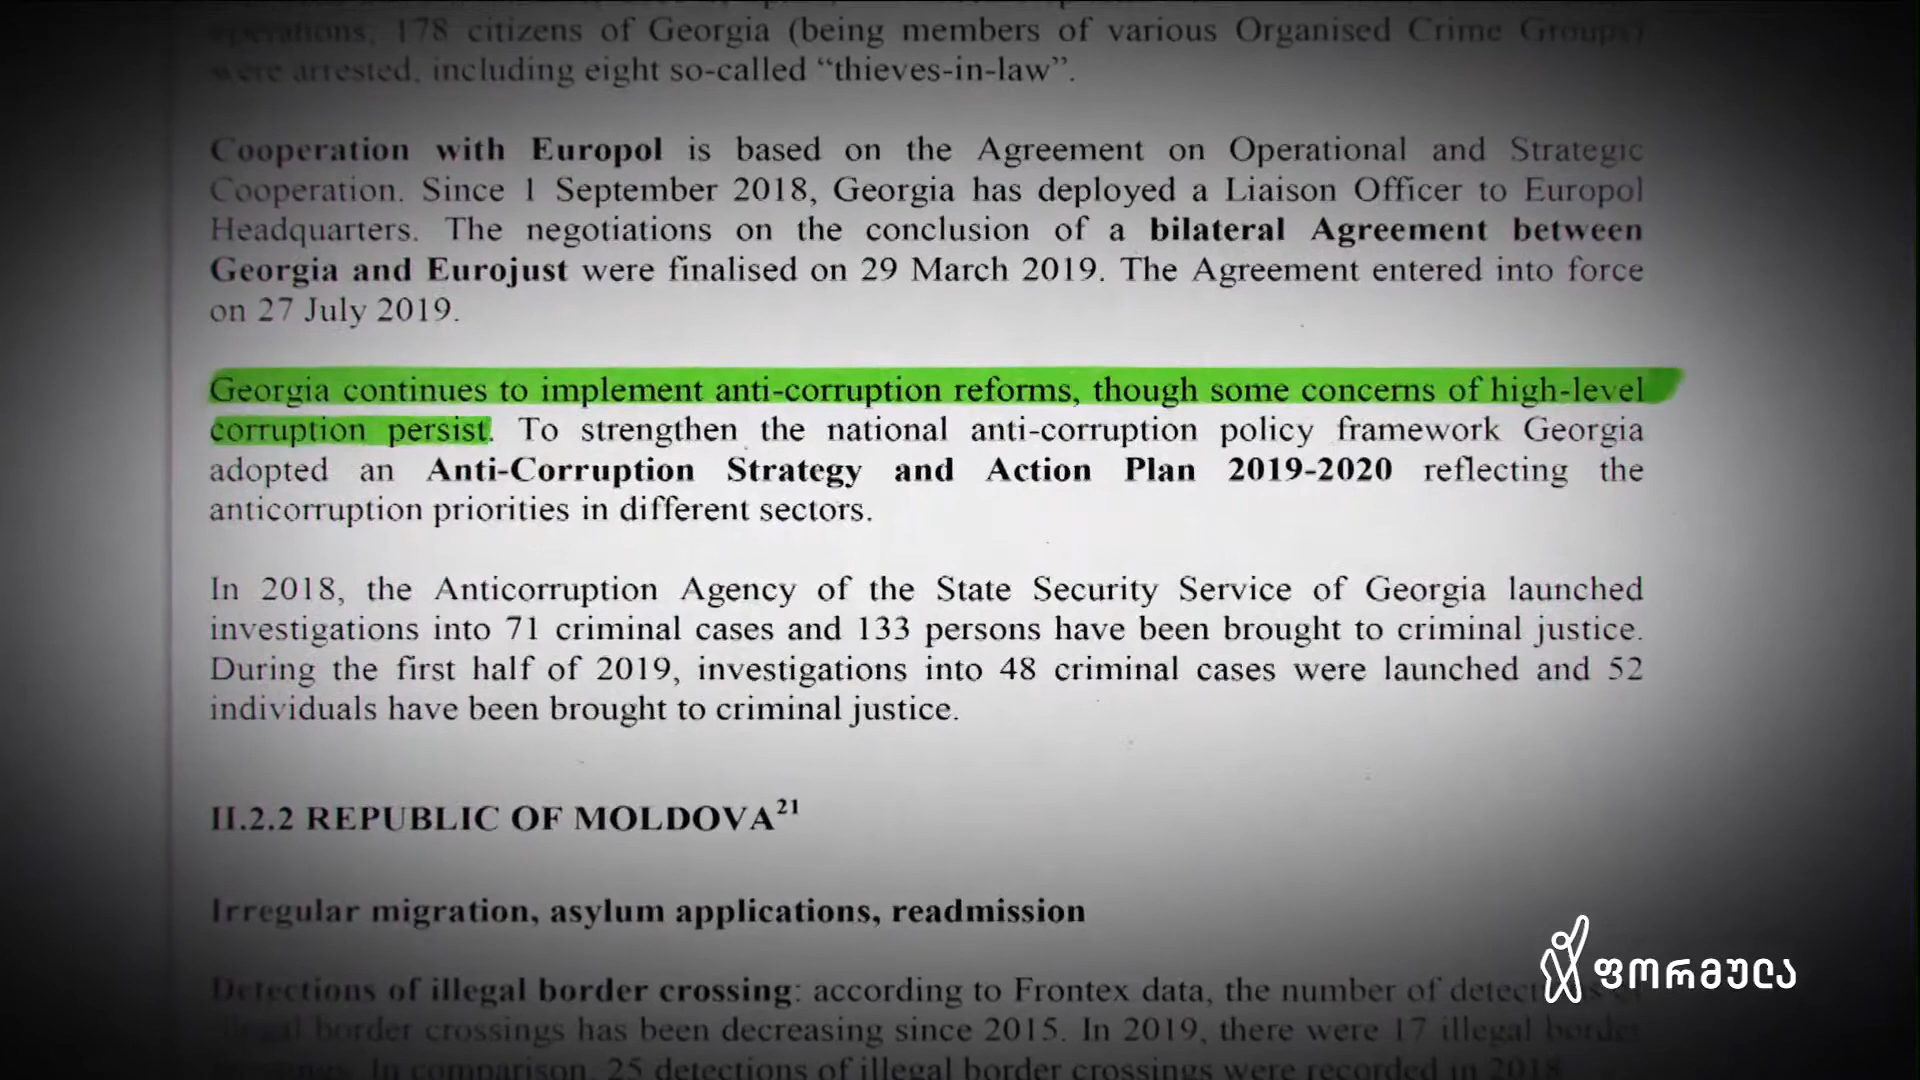 operations, 178 citizens of Georgia (being members of various Organised Crime Groups)
were arrested, including eight so-called “thieves-in-law”.
Cooperation with Europol is based on the Agreement on Operational and Strategic
Cooperation. Since 1 September 2018, Georgia has deployed a Liaison Officer to Europol
Headquarters. The negotiations on the conclusion of a bilateral Agreement between
Georgia and Eurojust were finalised on 29 March 2019. The Agreement entered into force
on 27 July 2019.
Georgia continues to implement anti-corruption reforms, though some concerns of high-level
corruption persist. To strengthen the national anti-corruption policy framework Georgia
adopted an Anti-Corruption Strategy and Action Plan 2019-2020 reflecting the
anticorruption priorities in different sectors.
In 2018, the Anticorruption Agency of the State Security Service of Georgia launched
investigations into 71 criminal cases and 133 persons have been brought to criminal justice.
During the first half of 2019, investigations into 48 criminal cases were launched and 52
individuals have been brought to criminal justice.
II.2.2 REPUBLIC OF MOLDOVA21
Irregular migration, asylum applications, readmission
Detections of illegal border crossing: according to Frontex data, the number of
illegal border crossings has been decreasing since 2015. In 2019, there were 17 illegal border
In comparison, 25 detections of illegal border crossings were recorded in 2018
ფორმულა